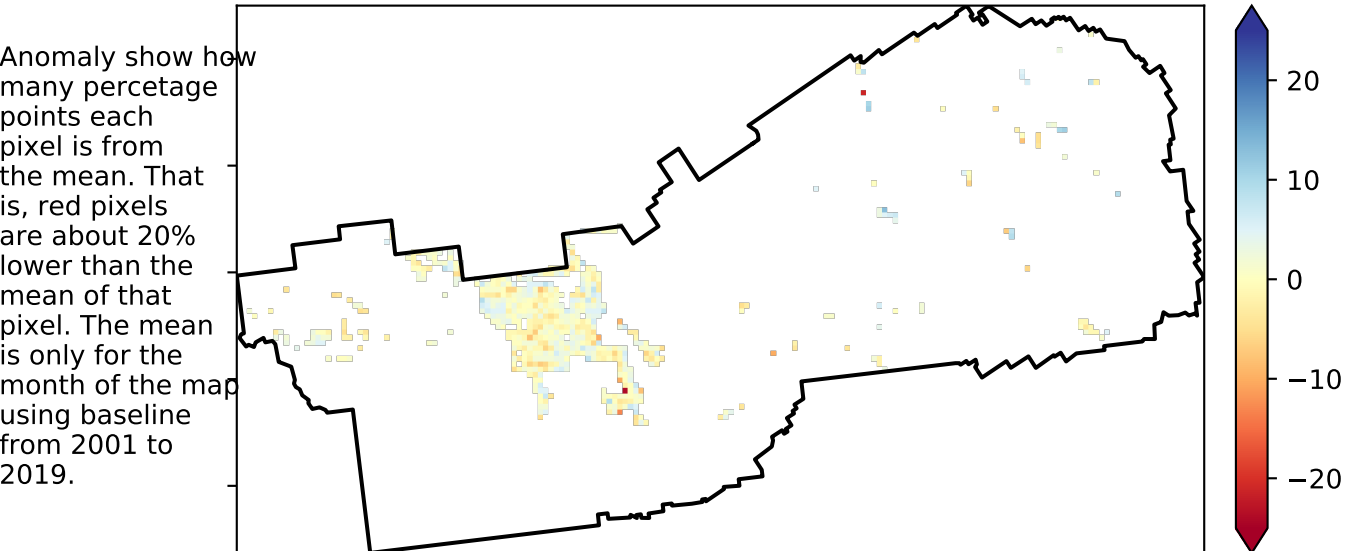 Anomaly show how
many percetage
points each
pixel is from
the mean. That
is, red pixels
are about 20%
lower than the
mean of that
pixel. The mean
is only for the
month of the map
using baseline
from 2001 to
2019.
20
10
0
−10
−20